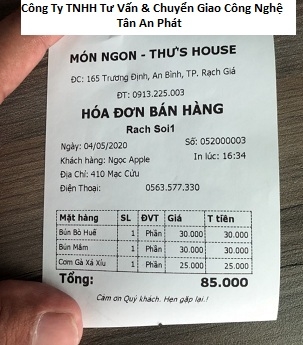 Công Ty TNHH Tư Vấn & Chuyển Giao Công Nghệ
Tân An Phát
MÓN NGON - THƯ'S HOUSE
ĐC: 165 Trương Định, An Bình, TP, Rạch Giá
ĐT: 0913.225.003
HÓA ĐƠN BÁN HÀNG
Rach Soi1
Ngày: 04/05/2020 Số: 052000003
Khách hàng: Ngọc Apple In lúc: 16:34
Địa Chỉ: 410 Mạc Cửu
Điện Thoại: 0563.577.330
Mặt hàng SL ĐVT Giá T tiền
Bún Bò Huế 1 Phần 30.000 30.000
Bún Mắm 1 Phần 30.000 30.000
Cơm Gà Xá Xíu 1 Phần 25.000 25.000
Tổng: 85.000
Cám ơn Quý khách. Hẹn gặp lại.!